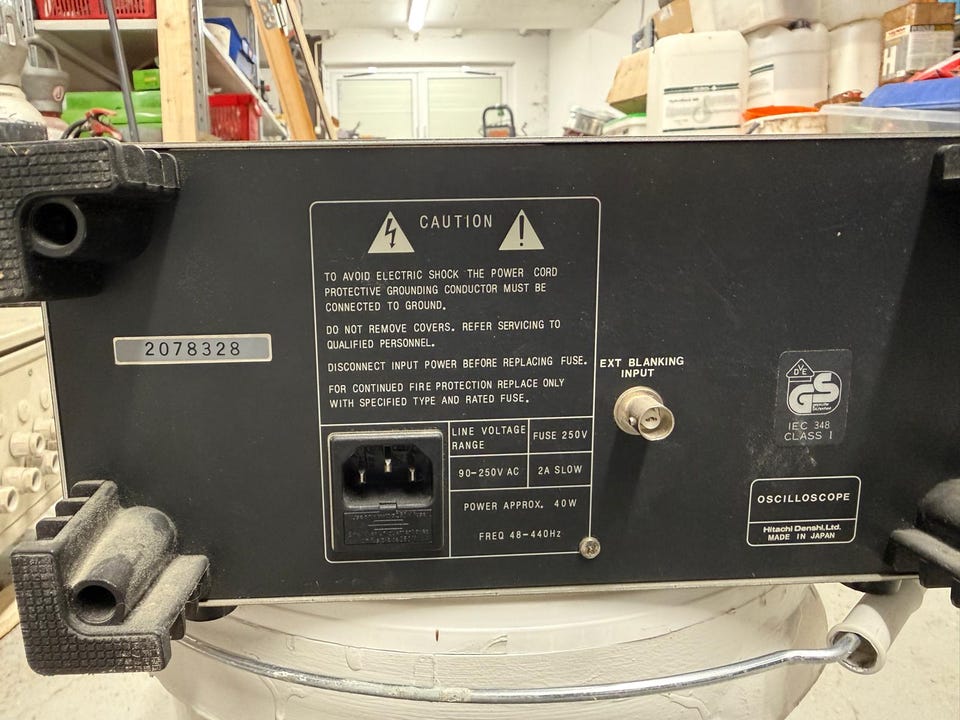 CAUTION
TO AVOID ELECTRIC SHOCK THE POWER CORD
PROTECTIVE GROUNDING CONDUCTOR MUST BE
CONNECTED TO GROUND.
DO NOT REMOVE COVERS. REFER SERVICING TO
QUALIFIED PERSONNEL.
DISCONNECT INPUT POWER BEFORE REPLACING FUSE.
FOR CONTINUED FIRE PROTECTION REPLACE ONLY
WITH SPECIFIED TYPE AND RATED FUSE.
2078328
EXT BLANKING
INPUT
LINE VOLTAGE
RANGE
FUSE 250V
90-250V AC
2A SLOW
POWER APPROX. 40W
FREQ 48-440Hz
VDE
GS
IEC 348
CLASS I
OSCILLOSCOPE
Hitachi Denshi, Ltd.
MADE IN JAPAN